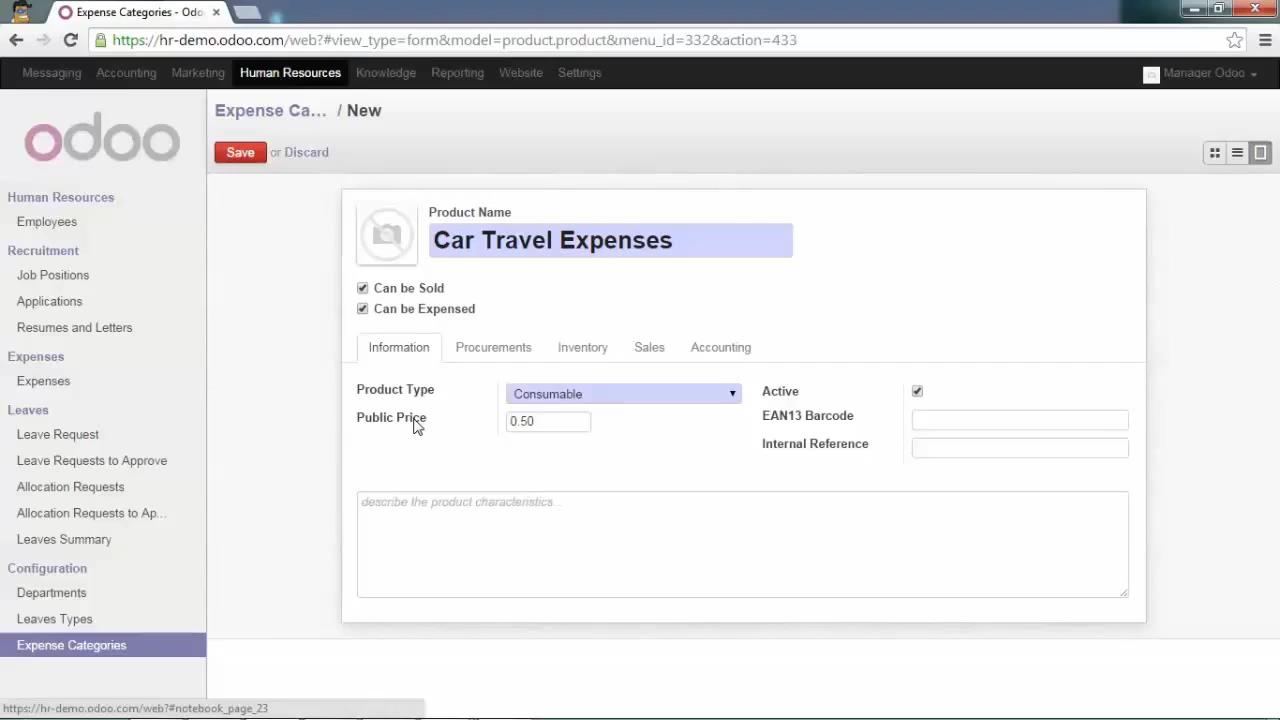 Expense Categories - Odo
https://hr-demo.odoo.com/web?#view_type=form&model=product.product&menu_id=332&action=433
Messaging Accounting Marketing Human Resources Knowledge Reporting Website Settings Manager Odoo
odoo
Human Resources
Employees
Recruitment
Job Positions
Applications
Resumes and Letters
Expenses
Expenses
Leaves
Leave Request
Leave Requests to Approve
Allocation Requests
Allocation Requests to Ap...
Leaves Summary
Configuration
Departments
Leaves Types
Expense Categories
Expense Ca... / New
Save or Discard
Product Name
Car Travel Expenses
Can be Sold
Can be Expensed
Information Procurements Inventory Sales Accounting
Product Type Consumable
Public Price 0.50
Active
EAN13 Barcode
Internal Reference
describe the product characteristics...
https://hr-demo.odoo.com/web?#notebook_page_23